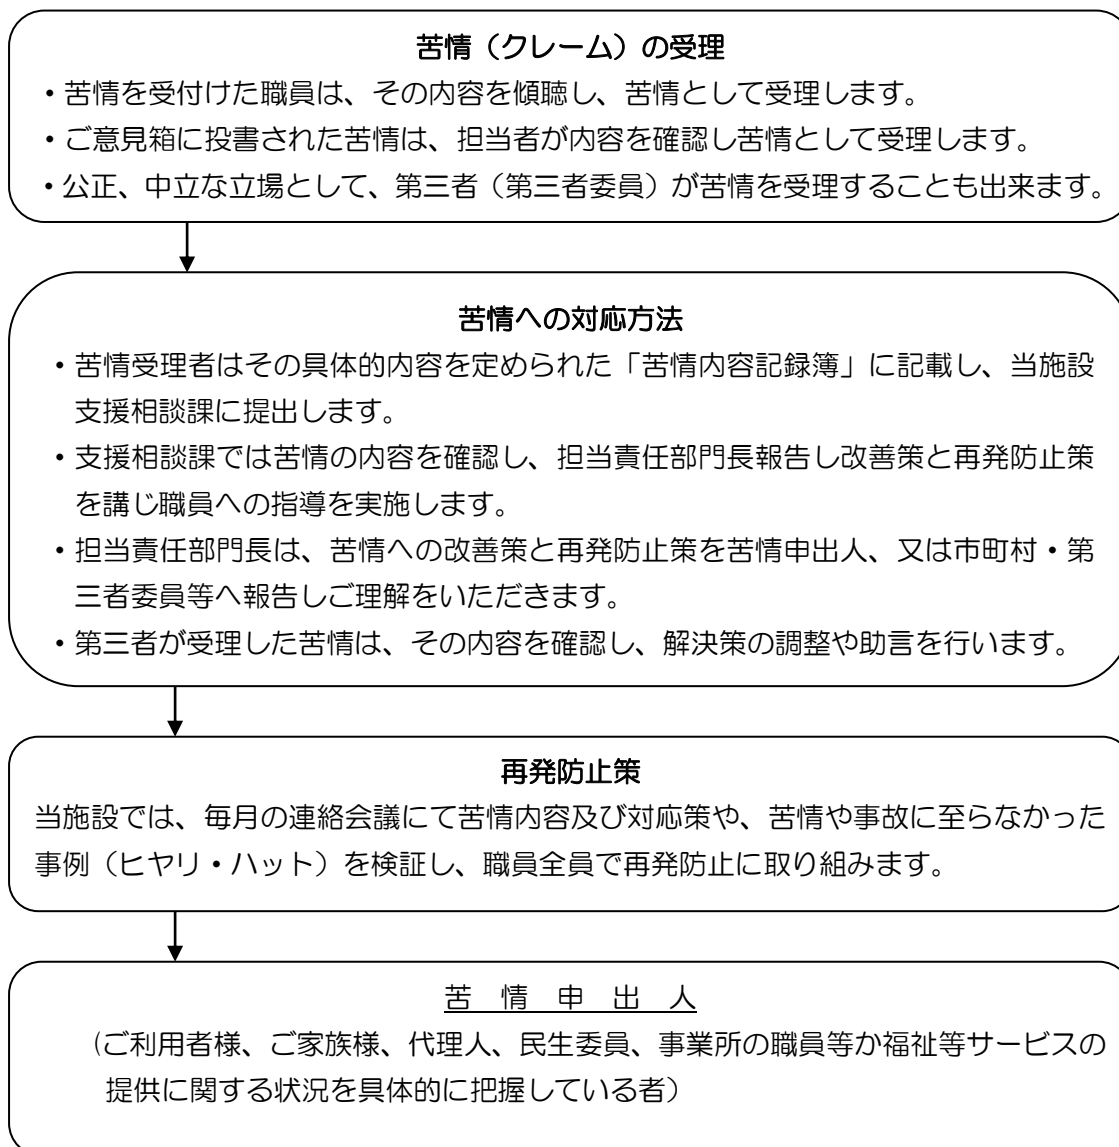 苦情（クレーム）の受理
・苦情を受付けた職員は、その内容を傾聴し、苦情として受理します。
・ご意見箱に投書された苦情は、担当者が内容を確認し苦情として受理します。
・公正、中立な立場として、第三者（第三者委員）が苦情を受理することも出来ます。
苦情への対応方法
・苦情受理者はその具体的内容を定められた「苦情内容記録簿」に記載し、当施設
支援相談課に提出します。
・支援相談課では苦情の内容を確認し、担当責任部門長報告し改善策と再発防止策
を講じ職員への指導を実施します。
・担当責任部門長は、苦情への改善策と再発防止策を苦情申出人、又は市町村・第
三者委員等へ報告しご理解をいただきます。
・第三者が受理した苦情は、その内容を確認し、解決策の調整や助言を行います。
再発防止策
当施設では、毎月の連絡会議にて苦情内容及び対応策や、苦情や事故に至らなかった
事例（ヒヤリ・ハット）を検証し、職員全員で再発防止に取り組みます。
苦　情　申　出　人
（ご利用者様、ご家族様、代理人、民生委員、事業所の職員等か福祉等サービスの
提供に関する状況を具体的に把握している者）